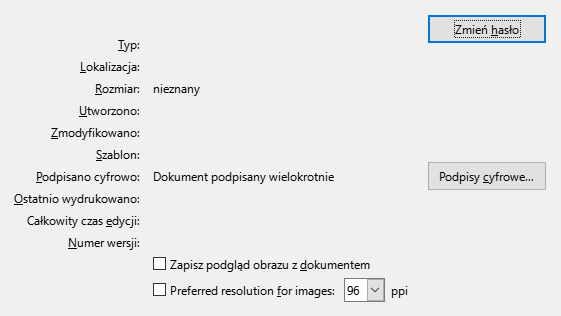 Zmień hasło
Typ:
Lokalizacja:
Rozmiar: nieznany
Utworzono:
Zmodyfikowano:
Szablon:
Podpisano cyfrowo: Dokument podpisany wielokrotnie Podpisy cyfrowe...
Ostatnio wydrukowano:
Całkowity czas edycji:
Numer wersji:
Zapisz podgląd obrazu z dokumentem
Preferred resolution for images: 96 ppi